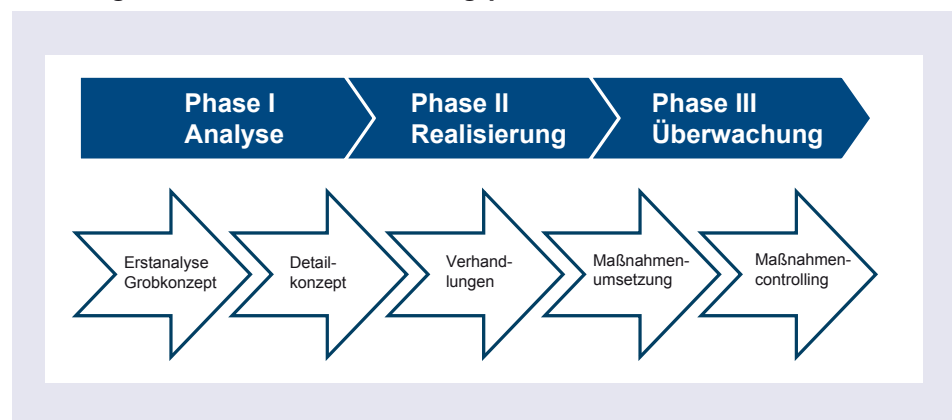 Phase I
Analyse
Phase II
Realisierung
Phase III
Überwachung
Erstanalyse
Grobkonzept
Detail-
konzept
Verhand-
lungen
Maßnahmen-
umsetzung
Maßnahmen-
controlling